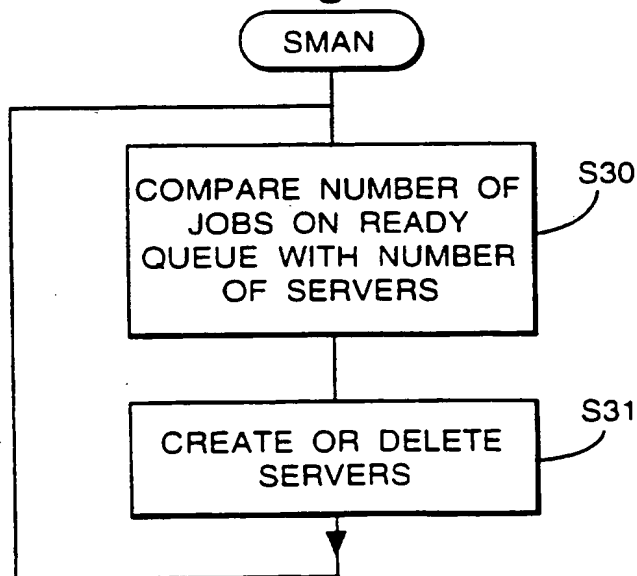 SMAN
COMPARE NUMBER OF
JOBS ON READY
QUEUE WITH NUMBER
OF SERVERS
S30
CREATE OR DELETE
SERVERS
S31